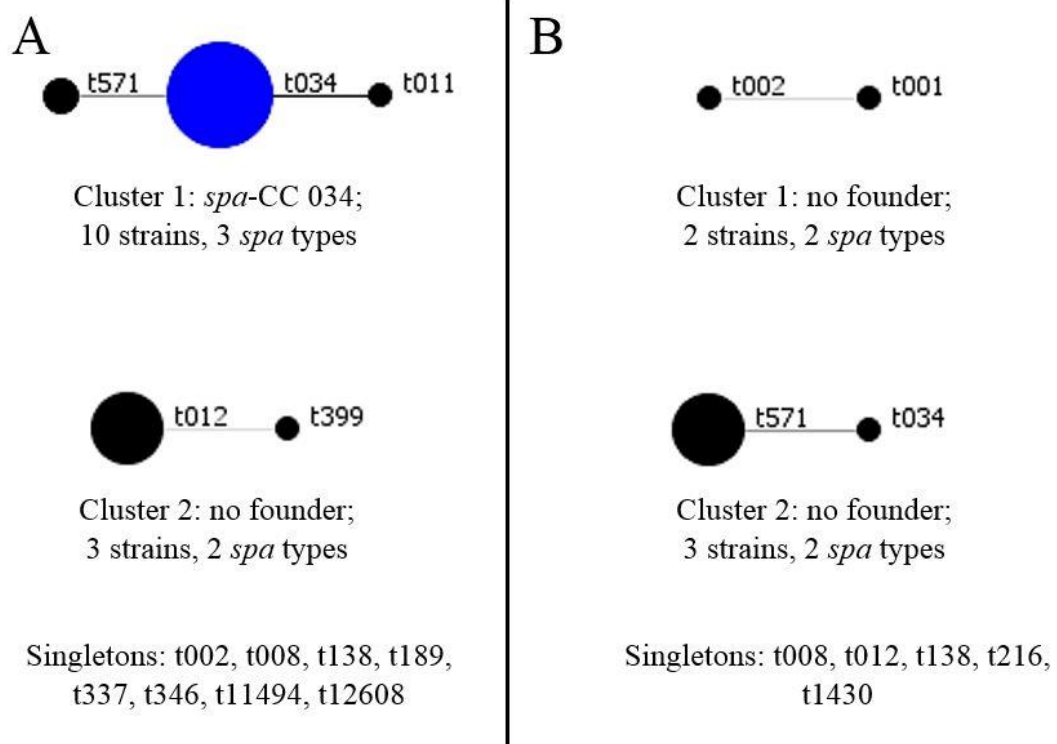 A
t571 t034 t011
Cluster 1: spa-CC 034;
10 strains, 3 spa types
t012 t399
Cluster 2: no founder;
3 strains, 2 spa types
Singletons: t002, t008, t138, t189,
t337, t346, t11494, t12608
B
t002 t001
Cluster 1: no founder;
2 strains, 2 spa types
t571 t034
Cluster 2: no founder;
3 strains, 2 spa types
Singletons: t008, t012, t138, t216,
t1430